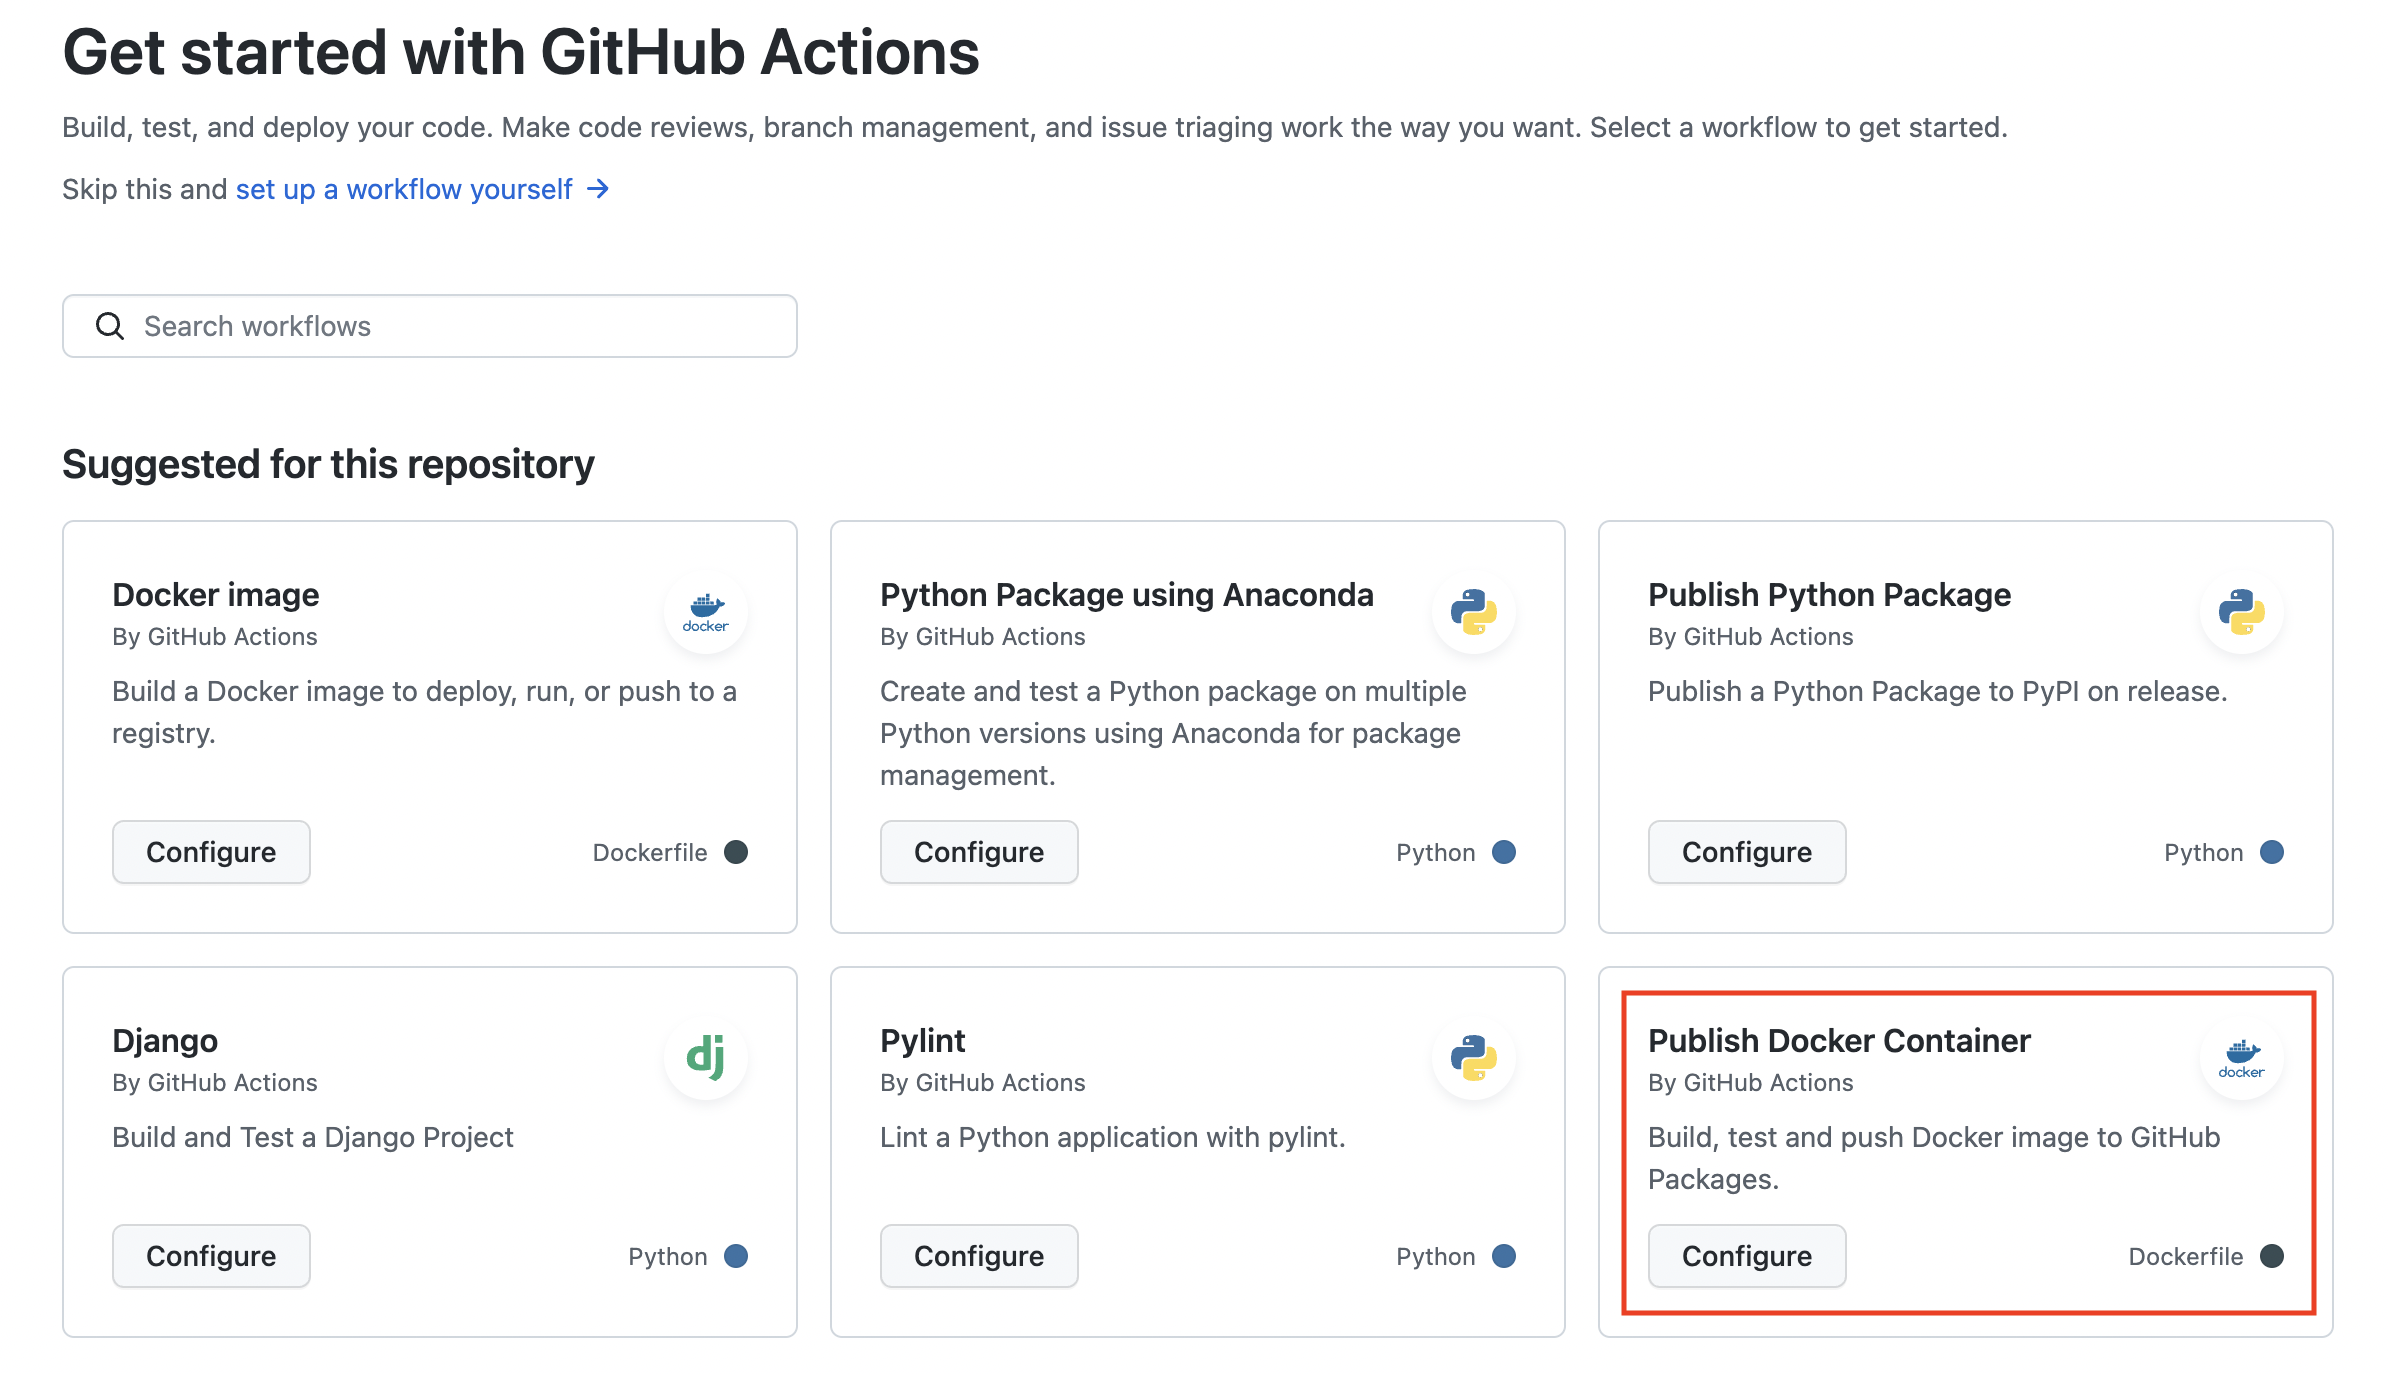 Get started with GitHub Actions
Build, test, and deploy your code. Make code reviews, branch management, and issue triaging work the way you want. Select a workflow to get started.
Skip this and set up a workflow yourself →
Search workflows
Suggested for this repository
Docker image
By GitHub Actions
docker
Build a Docker image to deploy, run, or push to a
registry.
Configure
Dockerfile
Python Package using Anaconda
By GitHub Actions
Create and test a Python package on multiple
Python versions using Anaconda for package
management.
Configure
Python
Publish Python Package
By GitHub Actions
Publish a Python Package to PyPI on release.
Configure
Python
Django
By GitHub Actions
dj
Build and Test a Django Project
Configure
Python
Pylint
By GitHub Actions
Lint a Python application with pylint.
Configure
Python
Publish Docker Container
By GitHub Actions
docker
Build, test and push Docker image to GitHub
Packages.
Configure
Dockerfile